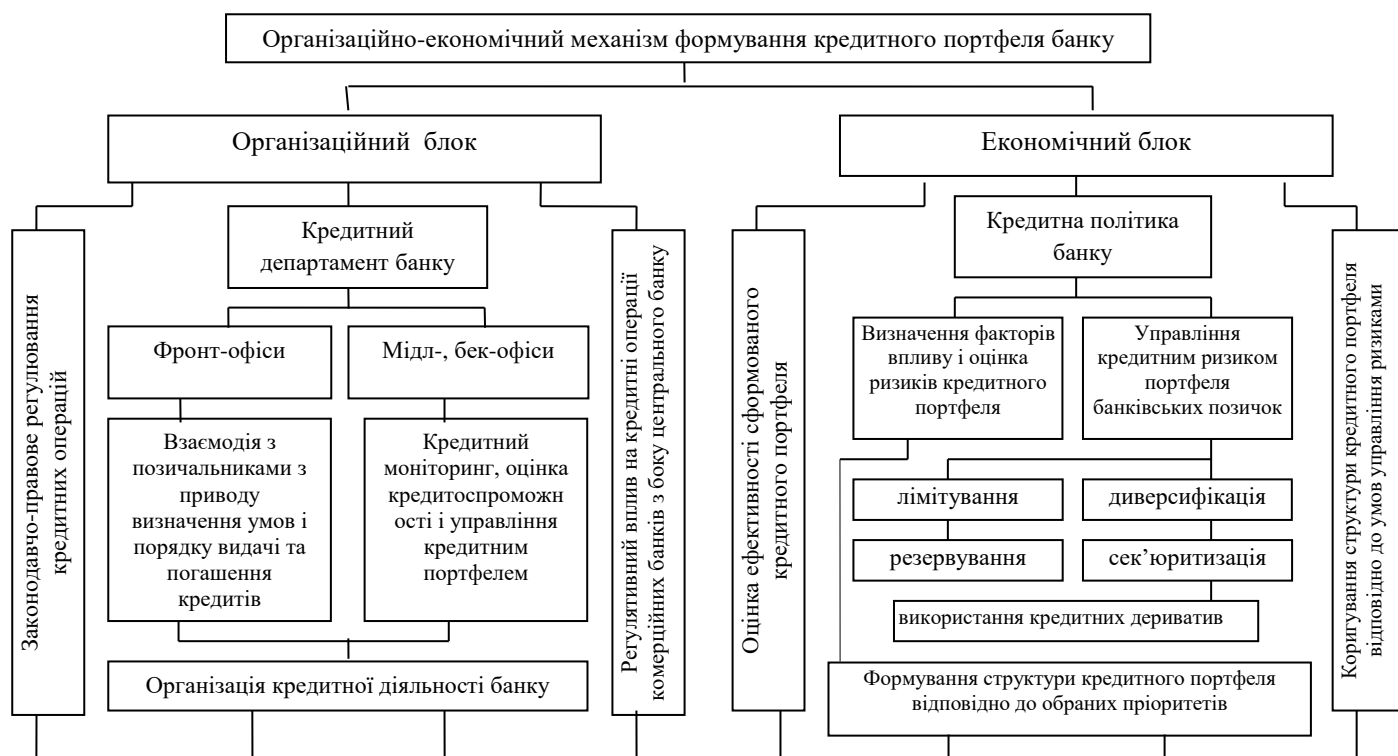 Організаційно-економічний механізм формування кредитного портфеля банку
Організаційний блок
Економічний блок
Законодавчо-правове регулювання
кредитних операцій
Кредитний
департамент банку
Фронт-офіси
Мідл-, бек-офіси
Взаємодія з
позичальниками з
приводу
визначення умов і
порядку видачі та
погашення
кредитів
Кредитний
моніторинг, оцінка
кредитоспроможн
ості і управління
кредитним
портфелем
Організація кредитної діяльності банку
Регулятивний вплив на кредитні операції
комерційних банків з боку центрального банку
Оцінка ефективності сформованого
кредитного портфеля
Кредитна політика
банку
Визначення факторів
впливу і оцінка
ризиків кредитного
портфеля
Управління
кредитним ризиком
портфеля
банківських позичок
лімітування
диверсифікація
резервування
сек’юритизація
використання кредитних дериватив
Формування структури кредитного портфеля
відповідно до обраних пріоритетів
Коригування структури кредитного портфеля
відповідно до умов управління ризиками